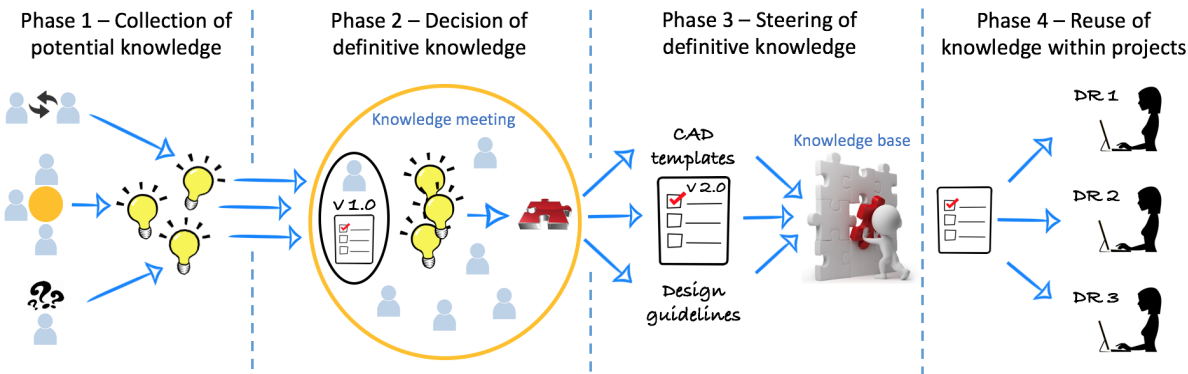 Phase 1 – Collection of
potential knowledge
Phase 2 – Decision of
definitive knowledge
Phase 3 – Steering of
definitive knowledge
Phase 4 – Reuse of
knowledge within projects
???
Knowledge meeting
V 1.0
CAD
templates
V 2.0
Design
guidelines
Knowledge base
DR 1
DR 2
DR 3